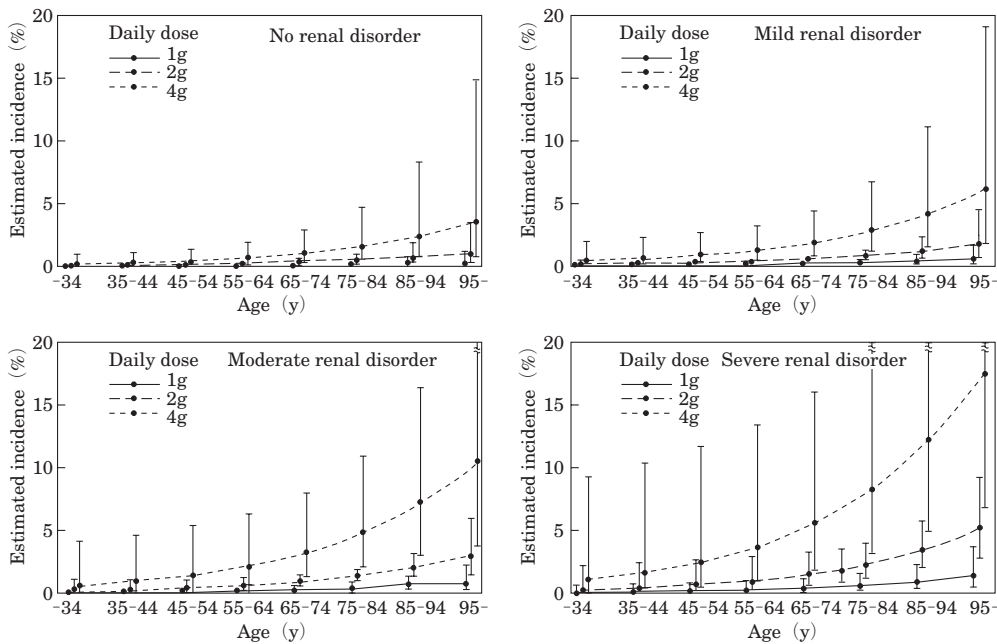 20
15
10
5
0
Estimated incidence (%)
Daily dose
1g
2g
4g
No renal disorder
-34 35-44 45-54 55-64 65-74 75-84 85-94 95-
Age (y)
20
15
10
5
0
Estimated incidence (%)
Daily dose
1g
2g
4g
Mild renal disorder
-34 35-44 45-54 55-64 65-74 75-84 85-94 95-
Age (y)
20
15
10
5
0
Estimated incidence (%)
Daily dose
1g
2g
4g
Moderate renal disorder
-34 35-44 45-54 55-64 65-74 75-84 85-94 95-
Age (y)
20
15
10
5
0
Estimated incidence (%)
Daily dose
1g
2g
4g
Severe renal disorder
-34 35-44 45-54 55-64 65-74 75-84 85-94 95-
Age (y)